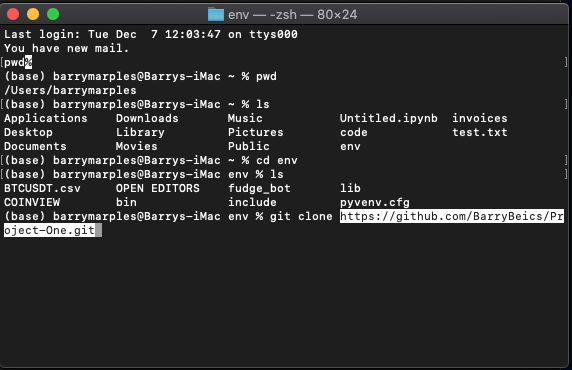 env — -zsh — 80×24
Last login: Tue Dec  7 12:03:47 on ttys000
You have new mail.
[pwd%                                                                           ]
(base) barrymarples@Barrys-iMac ~ % pwd
/Users/barrymarples
[(base) barrymarples@Barrys-iMac ~ % ls                                          ]
Applications    Downloads       Music           Untitled.ipynb  invoices
Desktop         Library         Pictures        code            test.txt
Documents       Movies          Public          env
[(base) barrymarples@Barrys-iMac ~ % cd env                                      ]
[(base) barrymarples@Barrys-iMac env % ls                                        ]
BTCUSDT.csv     OPEN EDITORS    fudge_bot       lib
COINVIEW        bin             include         pyvenv.cfg
(base) barrymarples@Barrys-iMac env % git clone https://github.com/BarryBeics/Pr
oject-One.git